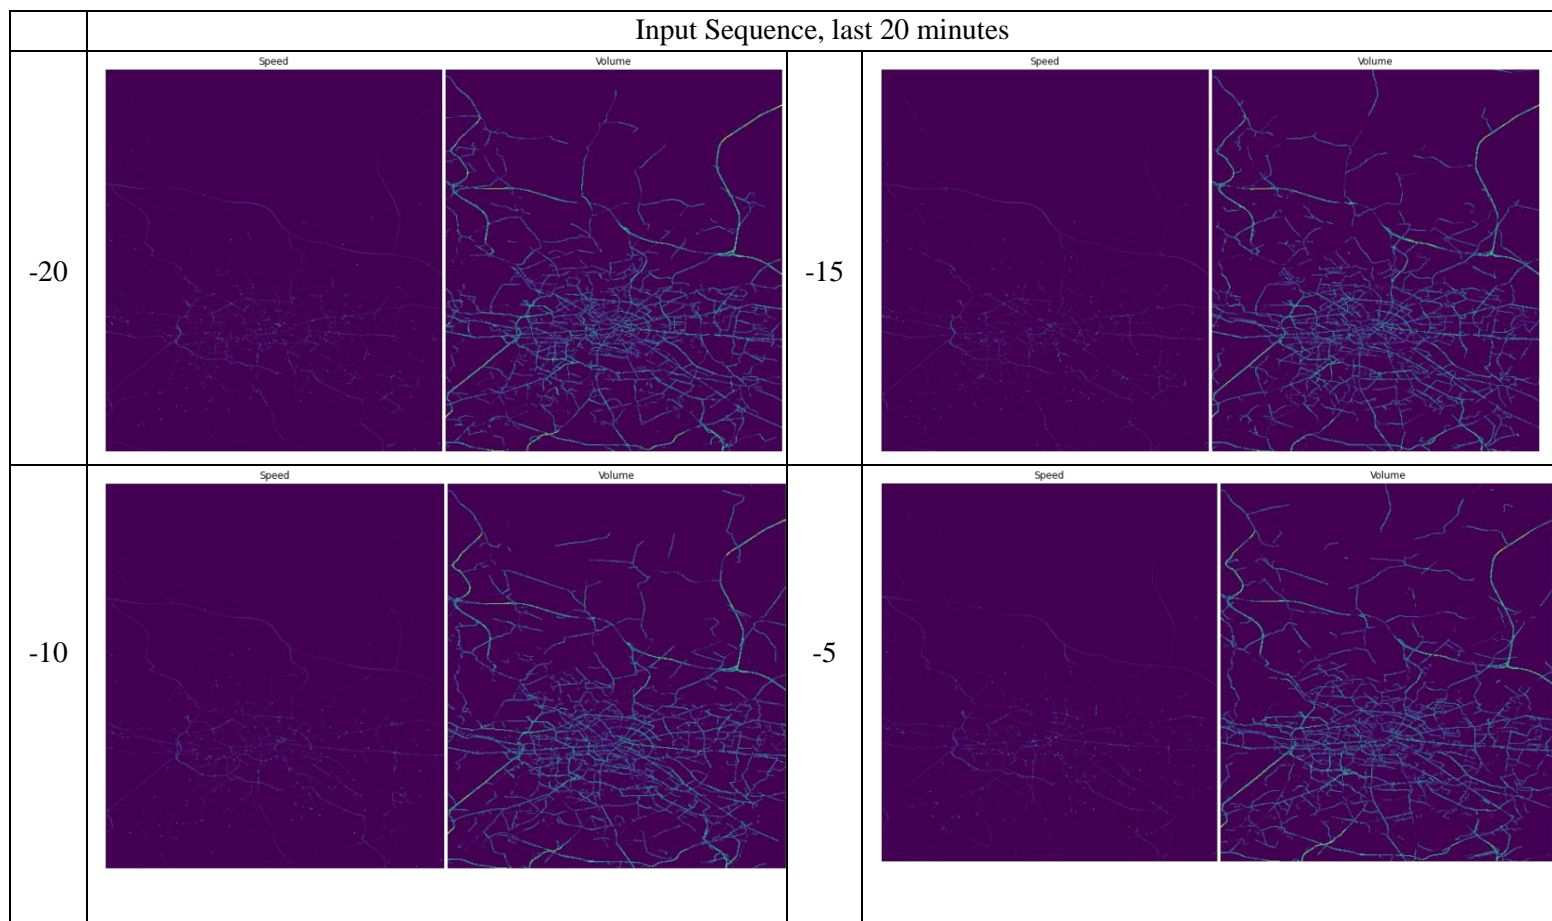 Input Sequence, last 20 minutes
Speed Volume Speed Volume
-20 -15
Speed Volume Speed Volume
-10 -5